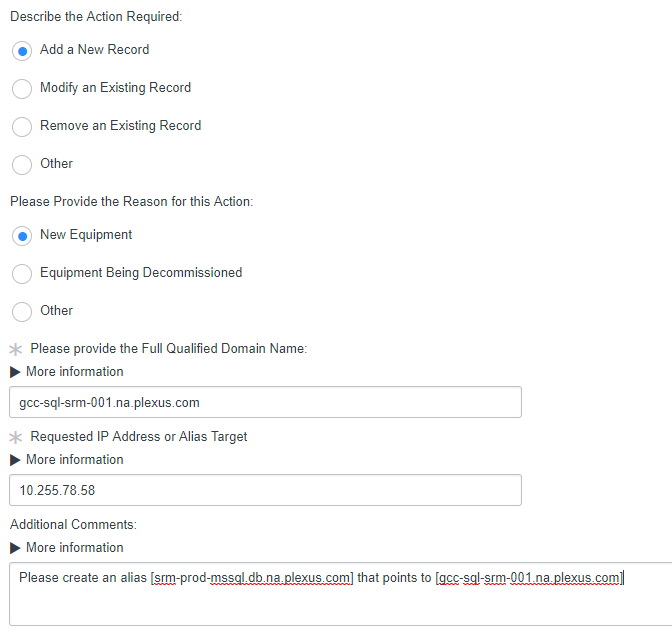 Describe the Action Required:
Add a New Record
Modify an Existing Record
Remove an Existing Record
Other
Please Provide the Reason for this Action:
New Equipment
Equipment Being Decommissioned
Other
Please provide the Full Qualified Domain Name:
More information
gcc-sql-srm-001.na.plexus.com
Requested IP Address or Alias Target
More information
10.255.78.58
Additional Comments:
More information
Please create an alias [srm-prod-mssql.db.na.plexus.com] that points to [gcc-sql-srm-001.na.plexus.com]